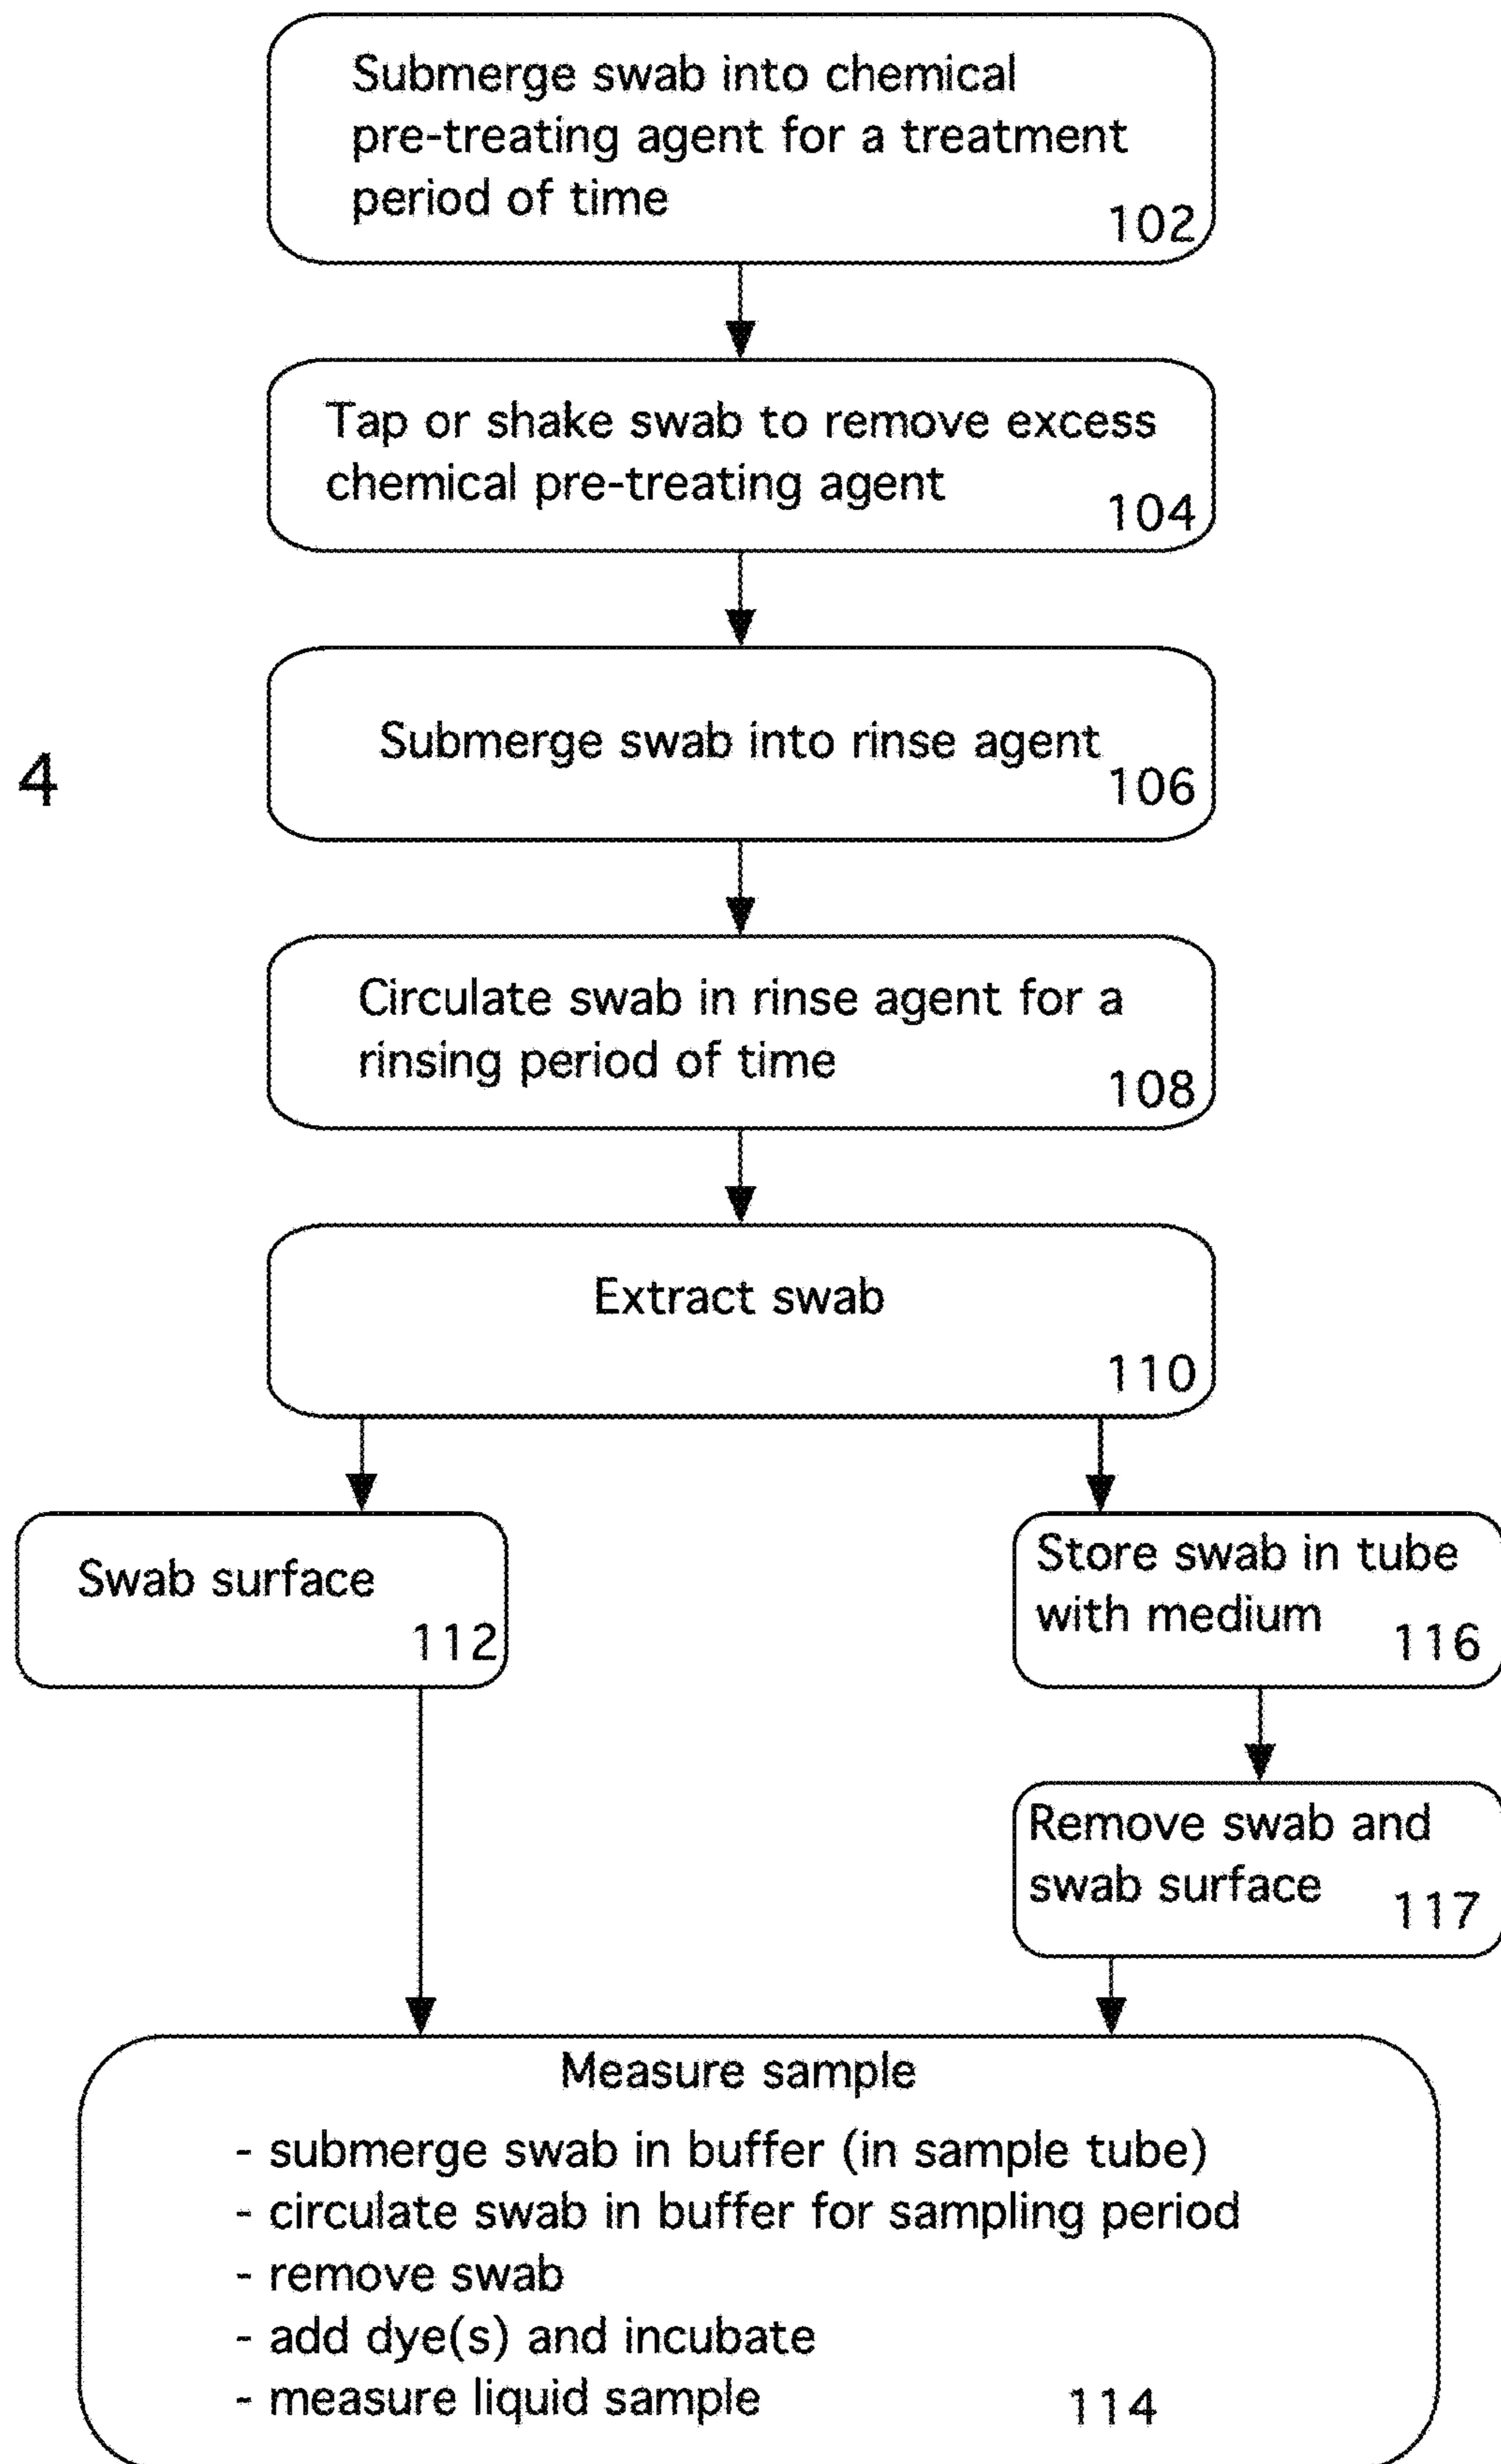 Submerge swab into chemical
pre-treating agent for a treatment
period of time
102
Tap or shake swab to remove excess
chemical pre-treating agent
104
Submerge swab into rinse agent
106
4
Circulate swab in rinse agent for a
rinsing period of time
108
Extract swab
110
Swab surface
112
Store swab in tube
with medium
116
Remove swab and
swab surface
117
Measure sample
- submerge swab in buffer (in sample tube)
- circulate swab in buffer for sampling period
- remove swab
- add dye(s) and incubate
- measure liquid sample
114